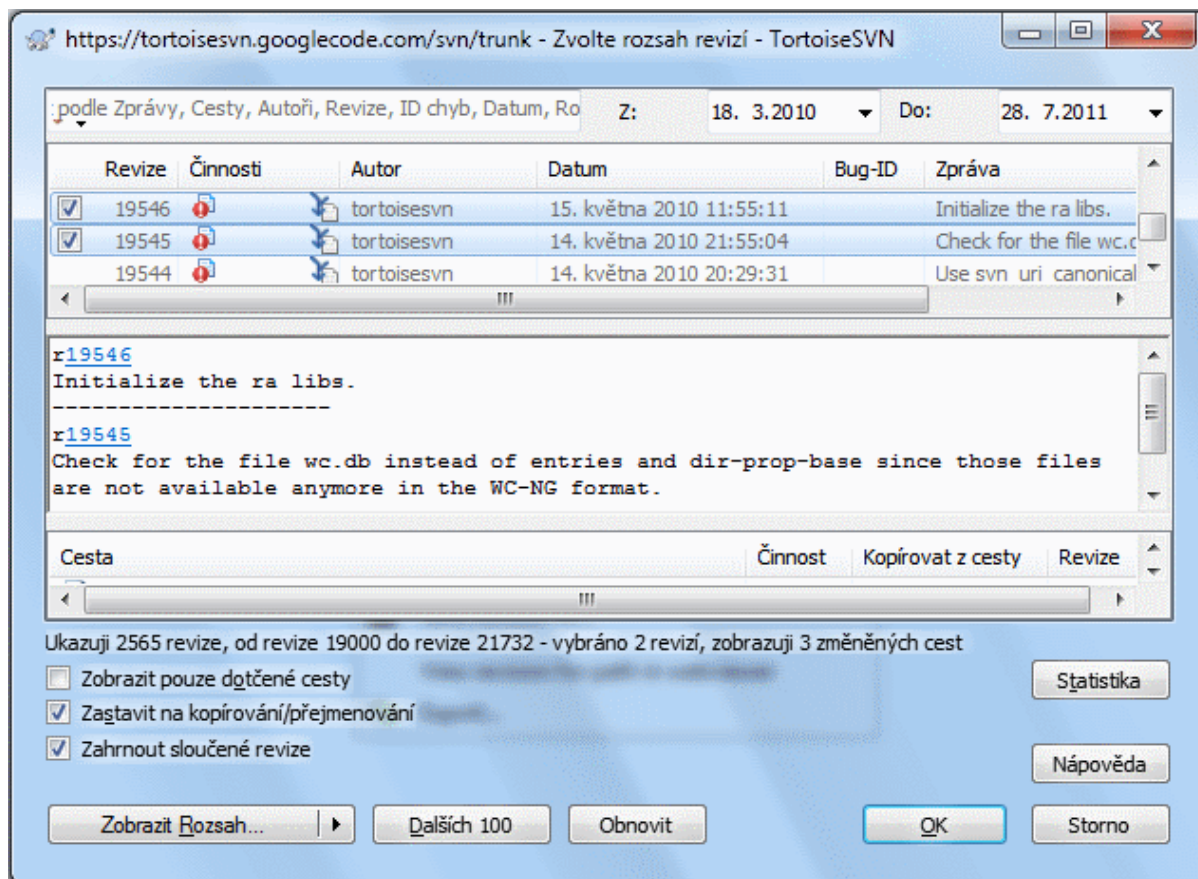 https://tortoisesvn.googlecode.com/svn/trunk - Zvolte rozsah revizí - TortoiseSVN
podle Zprávy, Cesty, Autoři, Revize, ID chyb, Datum, Ro Z: 18. 3.2010 Do: 28. 7.2011
Revize Činnosti Autor Datum Bug-ID Zpráva
19546 tortoisesvn 15. května 2010 11:55:11 Initialize the ra libs.
19545 tortoisesvn 14. května 2010 21:55:04 Check for the file wc.d
19544 tortoisesvn 14. května 2010 20:29:31 Use svn_uri_canonical
r19546
Initialize the ra libs.
---------------------
r19545
Check for the file wc.db instead of entries and dir-prop-base since those files
are not available anymore in the WC-NG format.
Cesta Činnost Kopírovat z cesty Revize
Ukazuji 2565 revize, od revize 19000 do revize 21732 - vybráno 2 revizí, zobrazuji 3 změněných cest
Zobrazit pouze dotčené cesty
Statistika
Zastavit na kopírování/přejmenování
Zahrnout sloučené revize
Nápověda
Zobrazit Rozsah... Dalších 100 Obnovit OK Storno